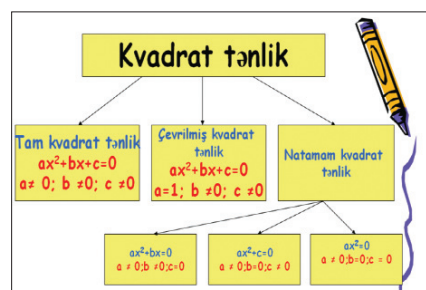 Kvadrat tənlik
Tam kvadrat tənlik
ax²+bx+c=0
a≠ 0; b ≠0; c ≠0
Çevrilmiş kvadrat
tənlik
ax²+bx+c=0
a=1; b ≠0; c ≠0
Natamam kvadrat
tənlik
ax²+bx=0
a ≠ 0;b ≠0;c=0
ax²+c=0
a ≠ 0;b=0;c ≠ 0
ax²=0
a ≠ 0;b=0;c = 0